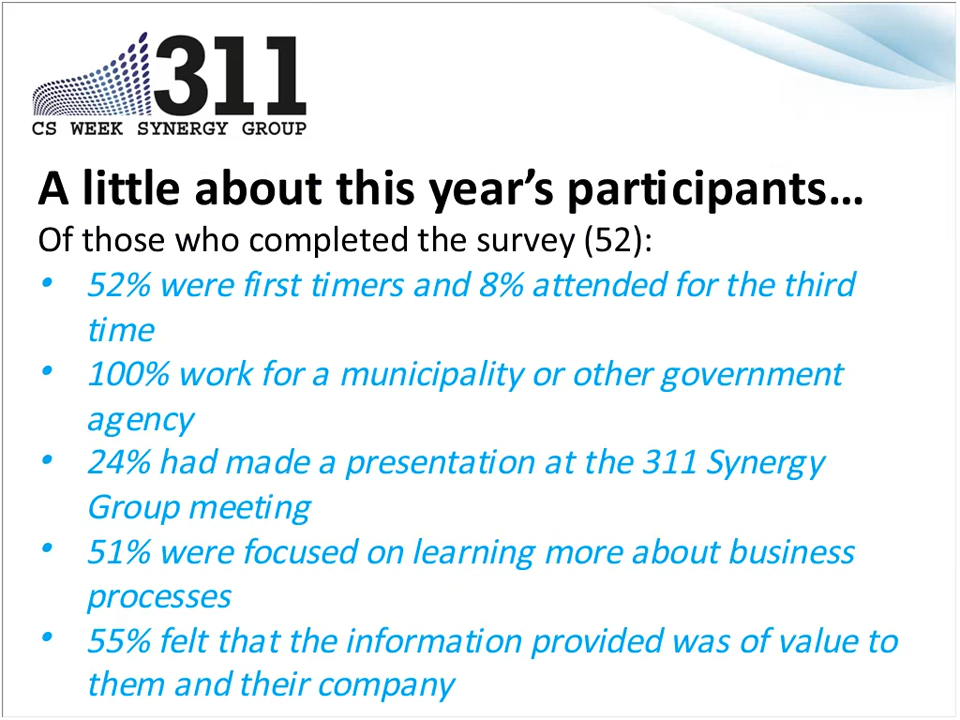 311
CS WEEK SYNERGY GROUP
A little about this year’s participants…
Of those who completed the survey (52):
• 52% were first timers and 8% attended for the third
time
• 100% work for a municipality or other government
agency
• 24% had made a presentation at the 311 Synergy
Group meeting
• 51% were focused on learning more about business
processes
• 55% felt that the information provided was of value to
them and their company